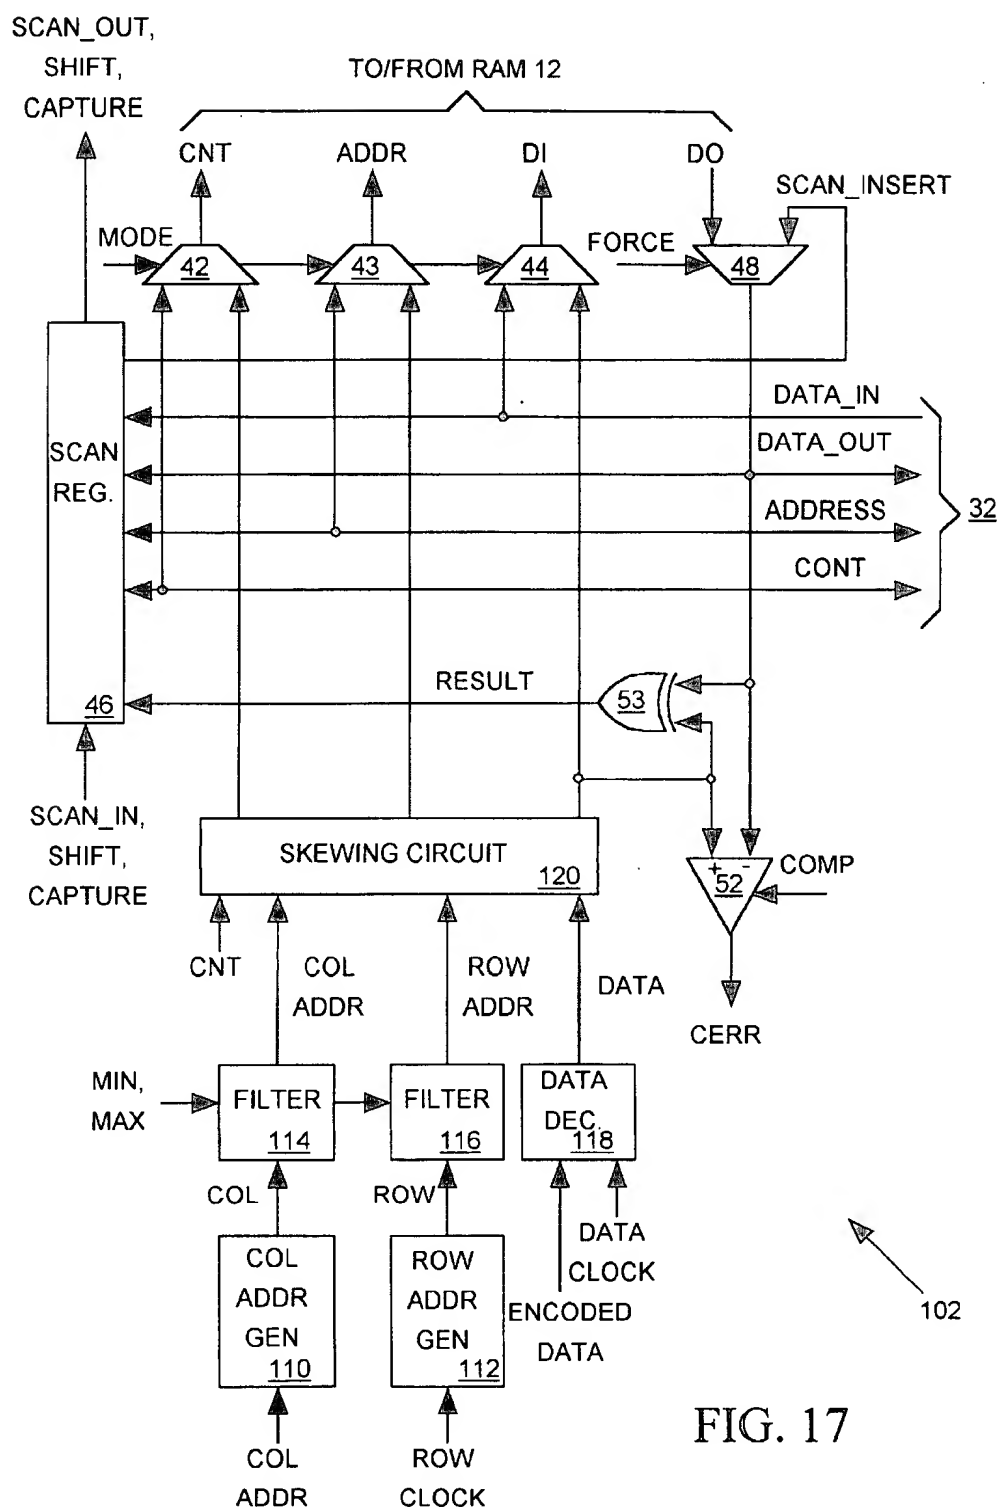 SCAN_OUT,
SHIFT,
CAPTURE
TO/FROM RAM 12
CNT
ADDR
DI
DO
SCAN_INSERT
MODE
FORCE
42
43
44
48
DATA_IN
DATA_OUT
ADDRESS
CONT
32
SCAN
REG.
46
RESULT
53
SCAN_IN,
SHIFT,
CAPTURE
SKEWING CIRCUIT
120
+ -
52
COMP
CERR
CNT
COL
ADDR
ROW
ADDR
DATA
MIN,
MAX
FILTER
114
FILTER
116
DATA
DEC.
118
COL
ROW
DATA
CLOCK
ENCODED
DATA
COL
ADDR
GEN
110
ROW
ADDR
GEN
112
COL
ADDR
ROW
CLOCK
102
FIG. 17